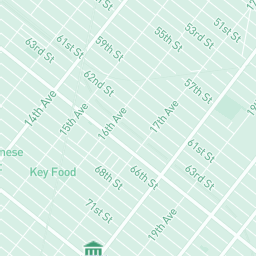 51st St
53rd St
55th St
59th St
61st St
63rd St
62nd St
57th St
14th Ave
15th Ave
16th Ave
17th Ave
61st St
63rd St
Key Food
68th St
66th St
71st St
19th Ave